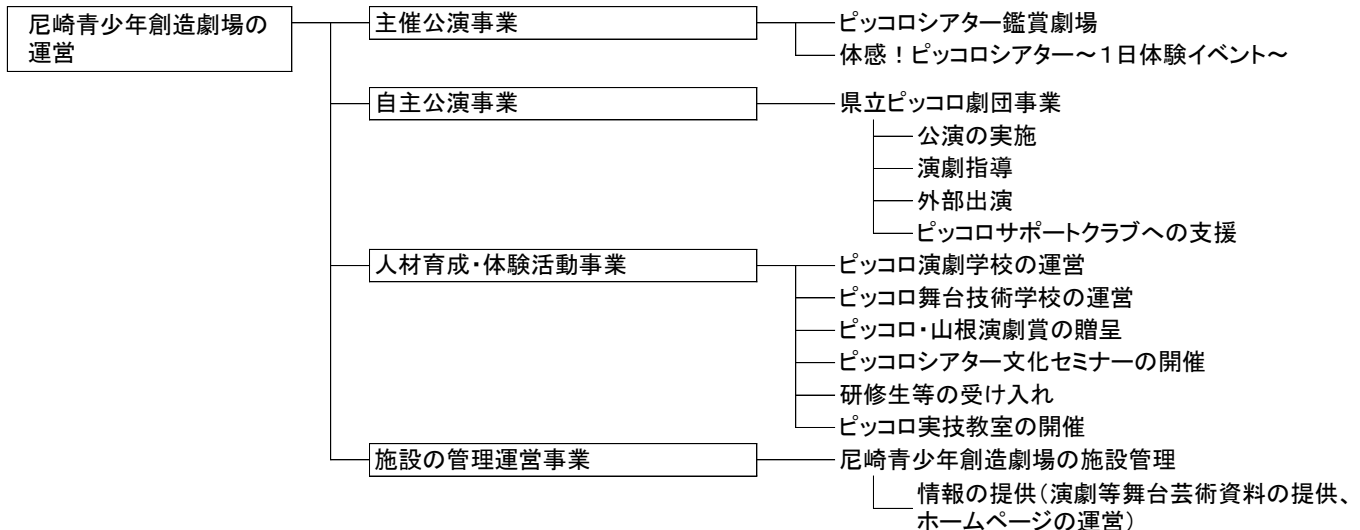 尼崎青少年創造劇場の
運営
主催公演事業
ピッコロシアター鑑賞劇場
体感！ピッコロシアター～１日体験イベント～
自主公演事業
県立ピッコロ劇団事業
公演の実施
演劇指導
外部出演
ピッコロサポートクラブへの支援
人材育成・体験活動事業
ピッコロ演劇学校の運営
ピッコロ舞台技術学校の運営
ピッコロ・山根演劇賞の贈呈
ピッコロシアター文化セミナーの開催
研修生等の受け入れ
ピッコロ実技教室の開催
施設の管理運営事業
尼崎青少年創造劇場の施設管理
情報の提供（演劇等舞台芸術資料の提供、
ホームページの運営）